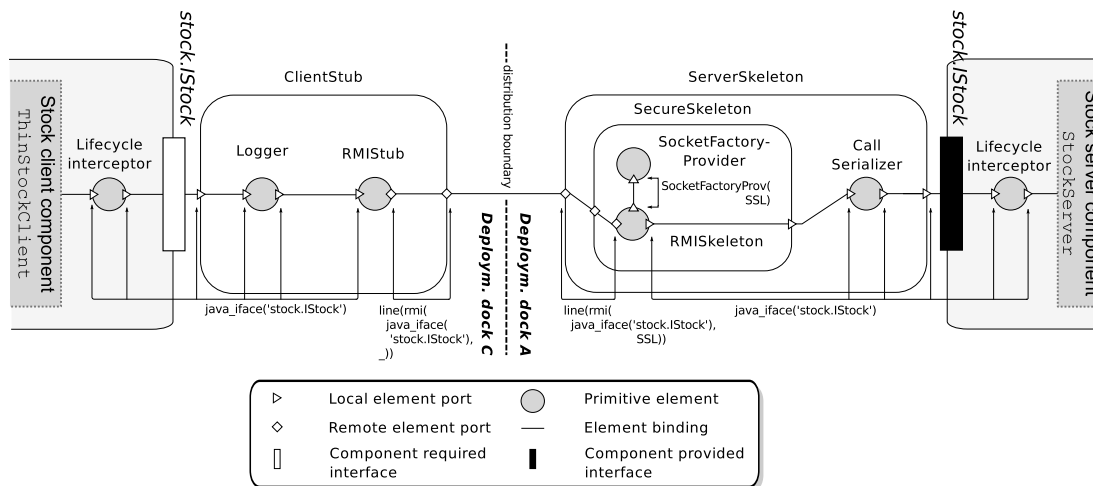 stock.IStock
Stock client component
ThinStockClient
Lifecycle
interceptor
ClientStub
Logger
RMIStub
java_iface('stock.IStock')
line(rmi(
java_iface(
'stock.IStock'),
_))
distribution boundary
Deploym. dock C
Deploym. dock A
ServerSkeleton
SecureSkeleton
SocketFactory-
Provider
SocketFactoryProv(
SSL)
RMISkeleton
Call
Serializer
line(rmi(
java_iface('stock.IStock'),
SSL))
java_iface('stock.IStock')
stock.IStock
Lifecycle
interceptor
Stock server component
StockServer
Local element port
Remote element port
Component required
interface
Primitive element
Element binding
Component provided
interface